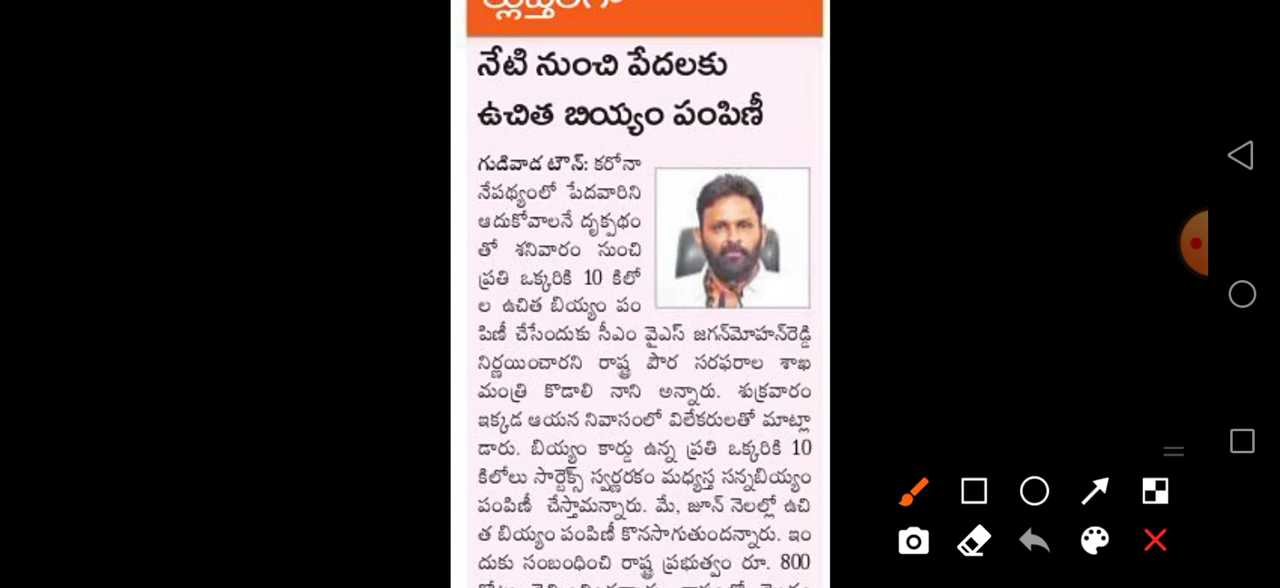 నేటి నుంచి పేదలకు
ఉచిత బియ్యం పంపిణీ
గుడివాడ టౌన్: కరోనా
నేపథ్యంలో పేదవారిని
ఆదుకోవాలనే దృక్పథం
తో శనివారం నుంచి
ప్రతి ఒక్కరికి 10 కిలో
ల ఉచిత బియ్యం పం
పిణీ చేసేందుకు సీఎం వైఎస్ జగన్‌మోహన్‌రెడ్డి
నిర్ణయించారని రాష్ట్ర పౌర సరఫరాల శాఖ
మంత్రి కొడాలి నాని అన్నారు. శుక్రవారం
ఇక్కడ ఆయన నివాసంలో విలేకరులతో మాట్లా
డారు. బియ్యం కార్డు ఉన్న ప్రతి ఒక్కరికి 10
కిలోలు సార్టెక్స్ స్వర్ణరకం మధ్యస్త సన్నబియ్యం
పంపిణీ చేస్తామన్నారు. మే, జూన్ నెలల్లో ఉచి
త బియ్యం పంపిణీ కొనసాగుతుందన్నారు. ఇం
దుకు సంబంధించి రాష్ట్ర ప్రభుత్వం రూ. 800